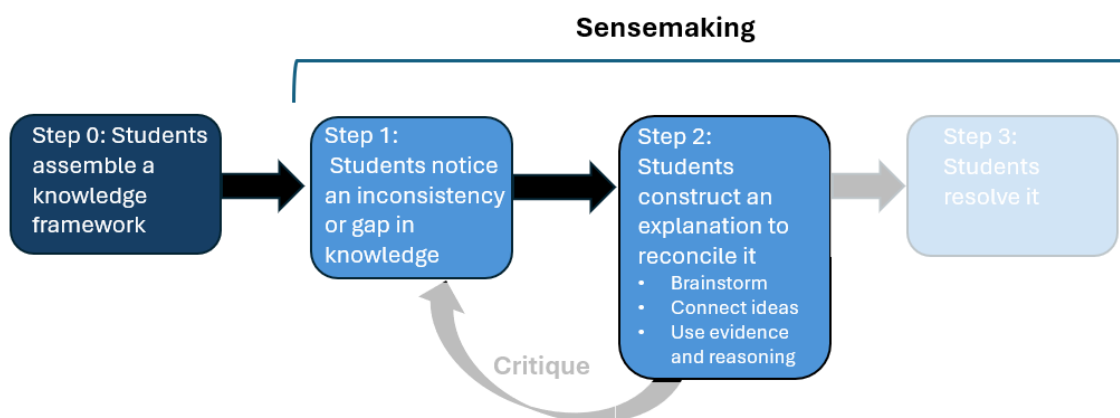 Sensemaking
Step 0: Students
assemble a
knowledge
framework
Step 1:
Students notice
an inconsistency
or gap in
knowledge
Step 2:
Students
construct an
explanation to
reconcile it
• Brainstorm
• Connect ideas
• Use evidence
and reasoning
Step 3:
Students
resolve it
Critique